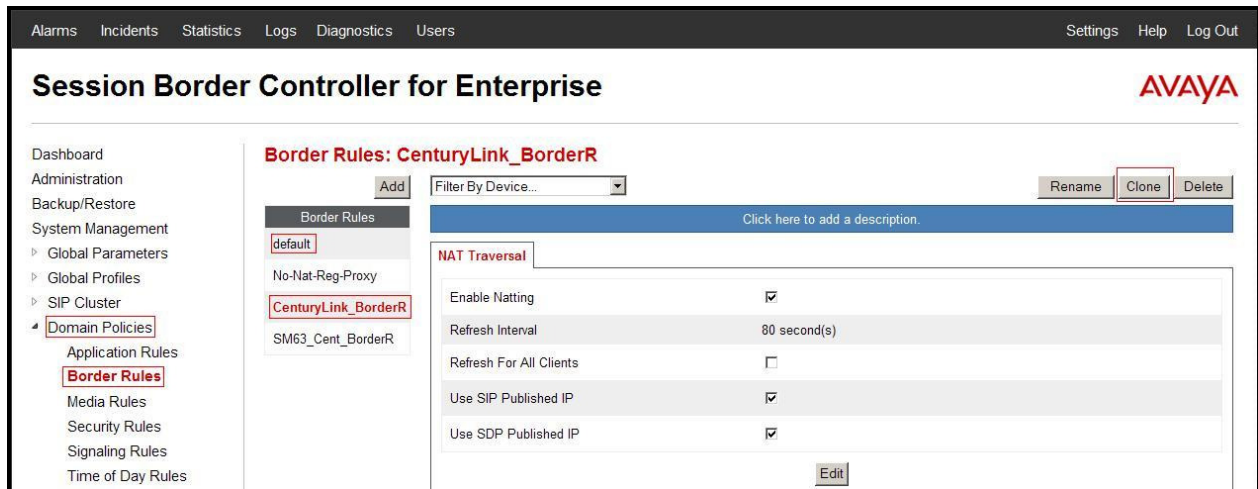 Alarms Incidents Statistics Logs Diagnostics Users Settings Help Log Out
Session Border Controller for Enterprise
AVAYA
Dashboard
Administration
Backup/Restore
System Management
Global Parameters
Global Profiles
SIP Cluster
Domain Policies
Application Rules
Border Rules
Media Rules
Security Rules
Signaling Rules
Time of Day Rules
Border Rules: CenturyLink_BorderR
Add
Filter By Device...
Rename Clone Delete
Border Rules
default
No-Nat-Reg-Proxy
CenturyLink_BorderR
SM63_Cent_BorderR
Click here to add a description.
NAT Traversal
Enable Natting
Refresh Interval 80 second(s)
Refresh For All Clients
Use SIP Published IP
Use SDP Published IP
Edit